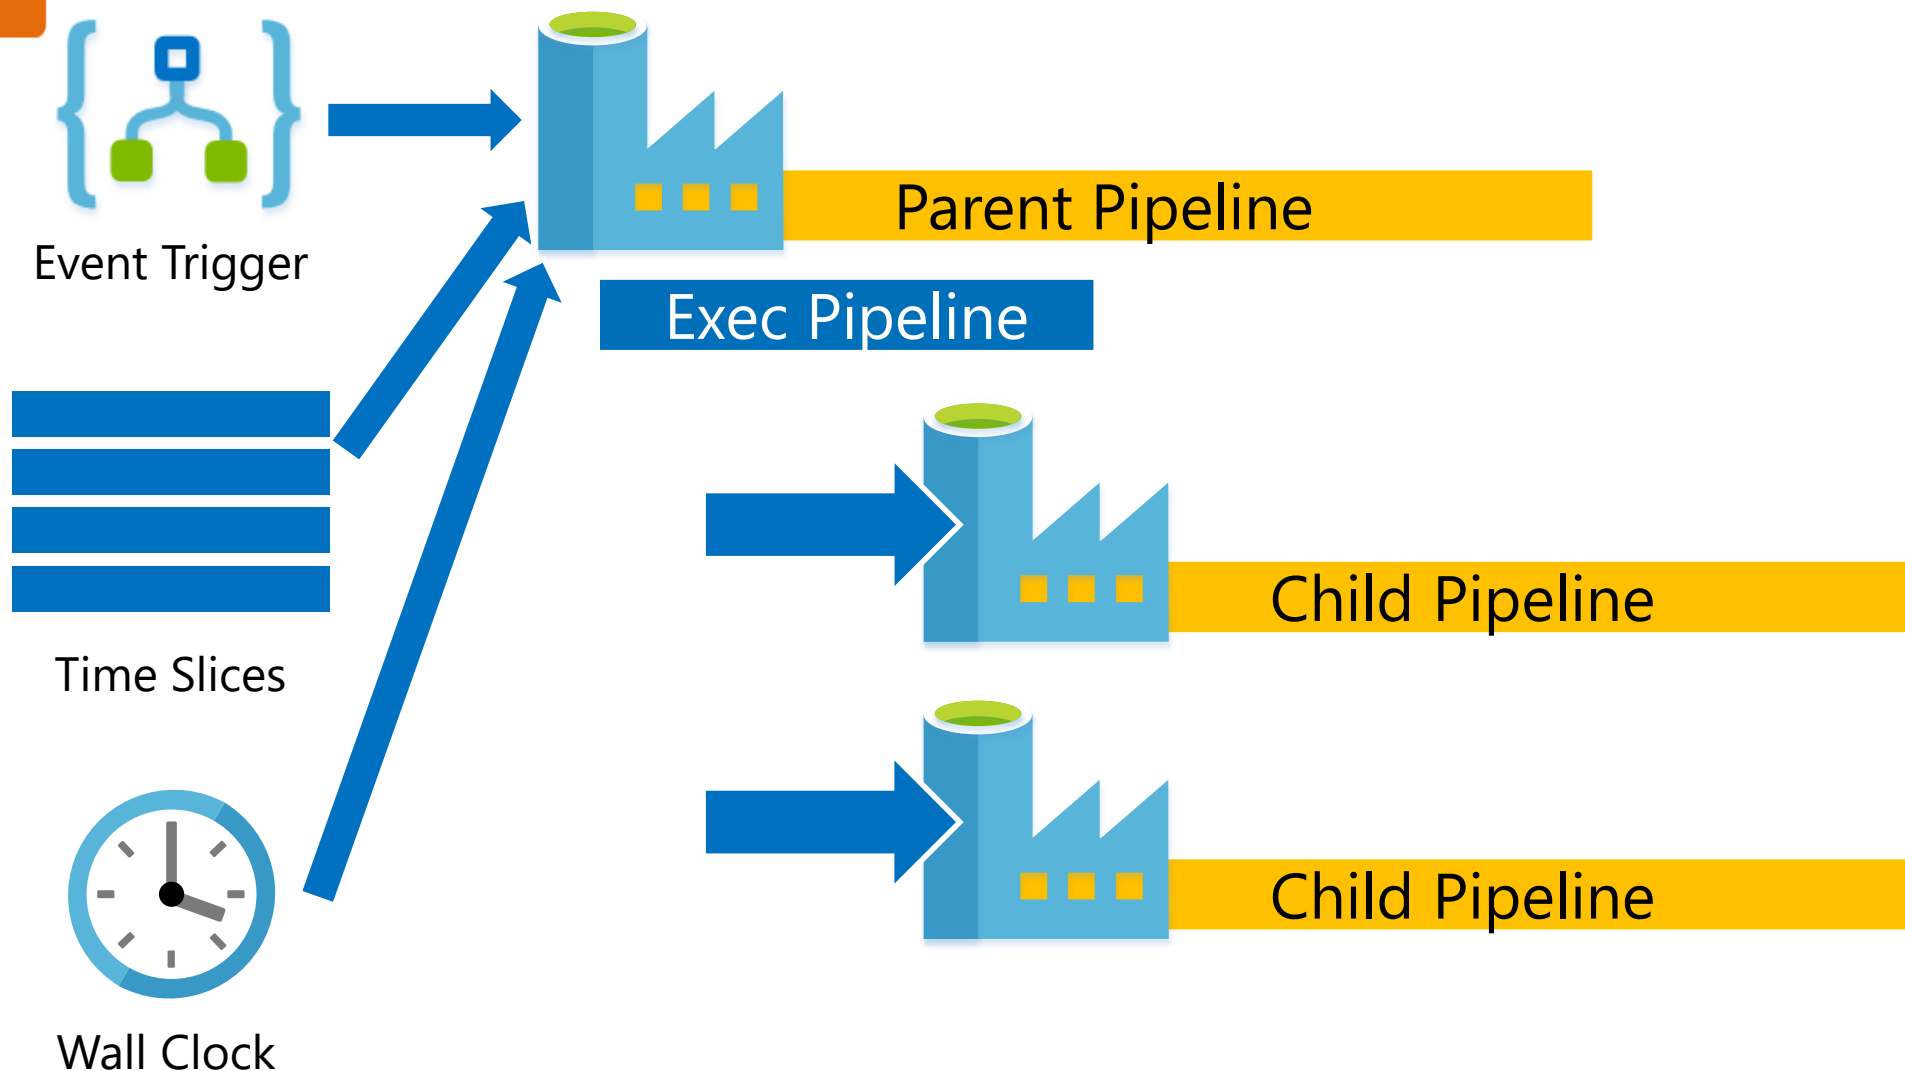 Event Trigger
Parent Pipeline
Exec Pipeline
Time Slices
Child Pipeline
Child Pipeline
Wall Clock